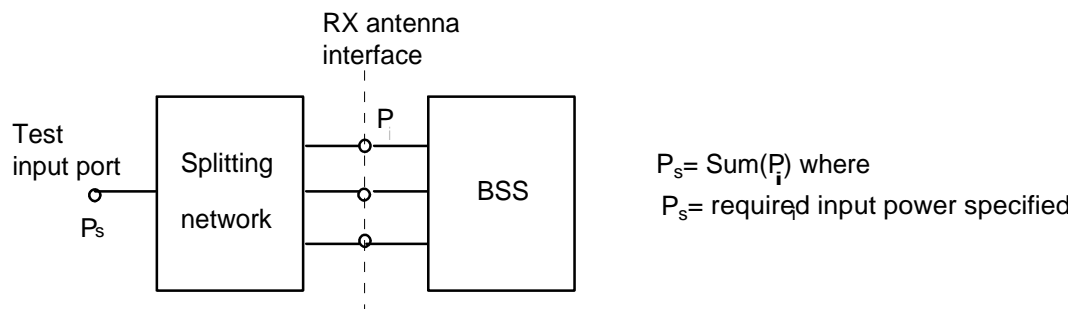 RX antenna
interface
Test
input port
Ps
Splitting
network
Pi
BSS
Ps= Sum(Pi) where
Ps= required input power specified